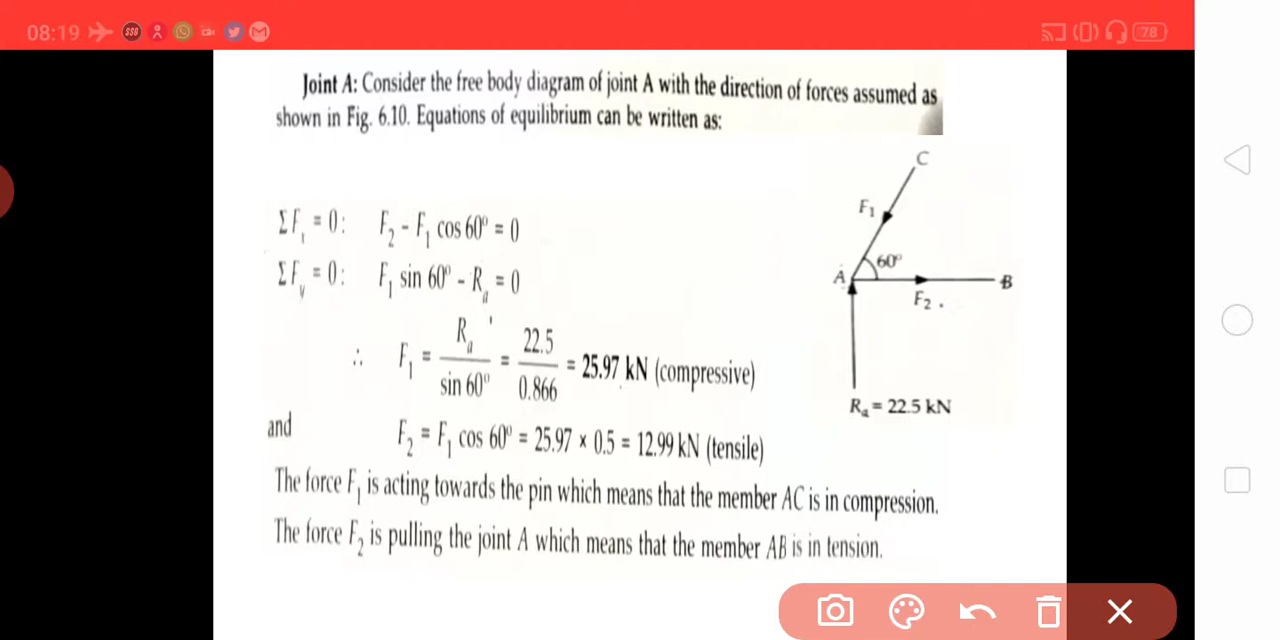 08:19
78
Joint A: Consider the free body diagram of joint A with the direction of forces assumed as
shown in Fig. 6.10. Equations of equilibrium can be written as:
C
F₁
60°
A
B
F₂
Rₐ = 22.5 kN
ΣFₓ = 0: F₂ - F₁ cos 60° = 0
ΣF_y = 0: F₁ sin 60° - Rₐ = 0
∴ F₁ = Rₐ / sin 60° = 22.5 / 0.866 = 25.97 kN (compressive)
and F₂ = F₁ cos 60° = 25.97 × 0.5 = 12.99 kN (tensile)
The force F₁ is acting towards the pin which means that the member AC is in compression.
The force F₂ is pulling the joint A which means that the member AB is in tension.